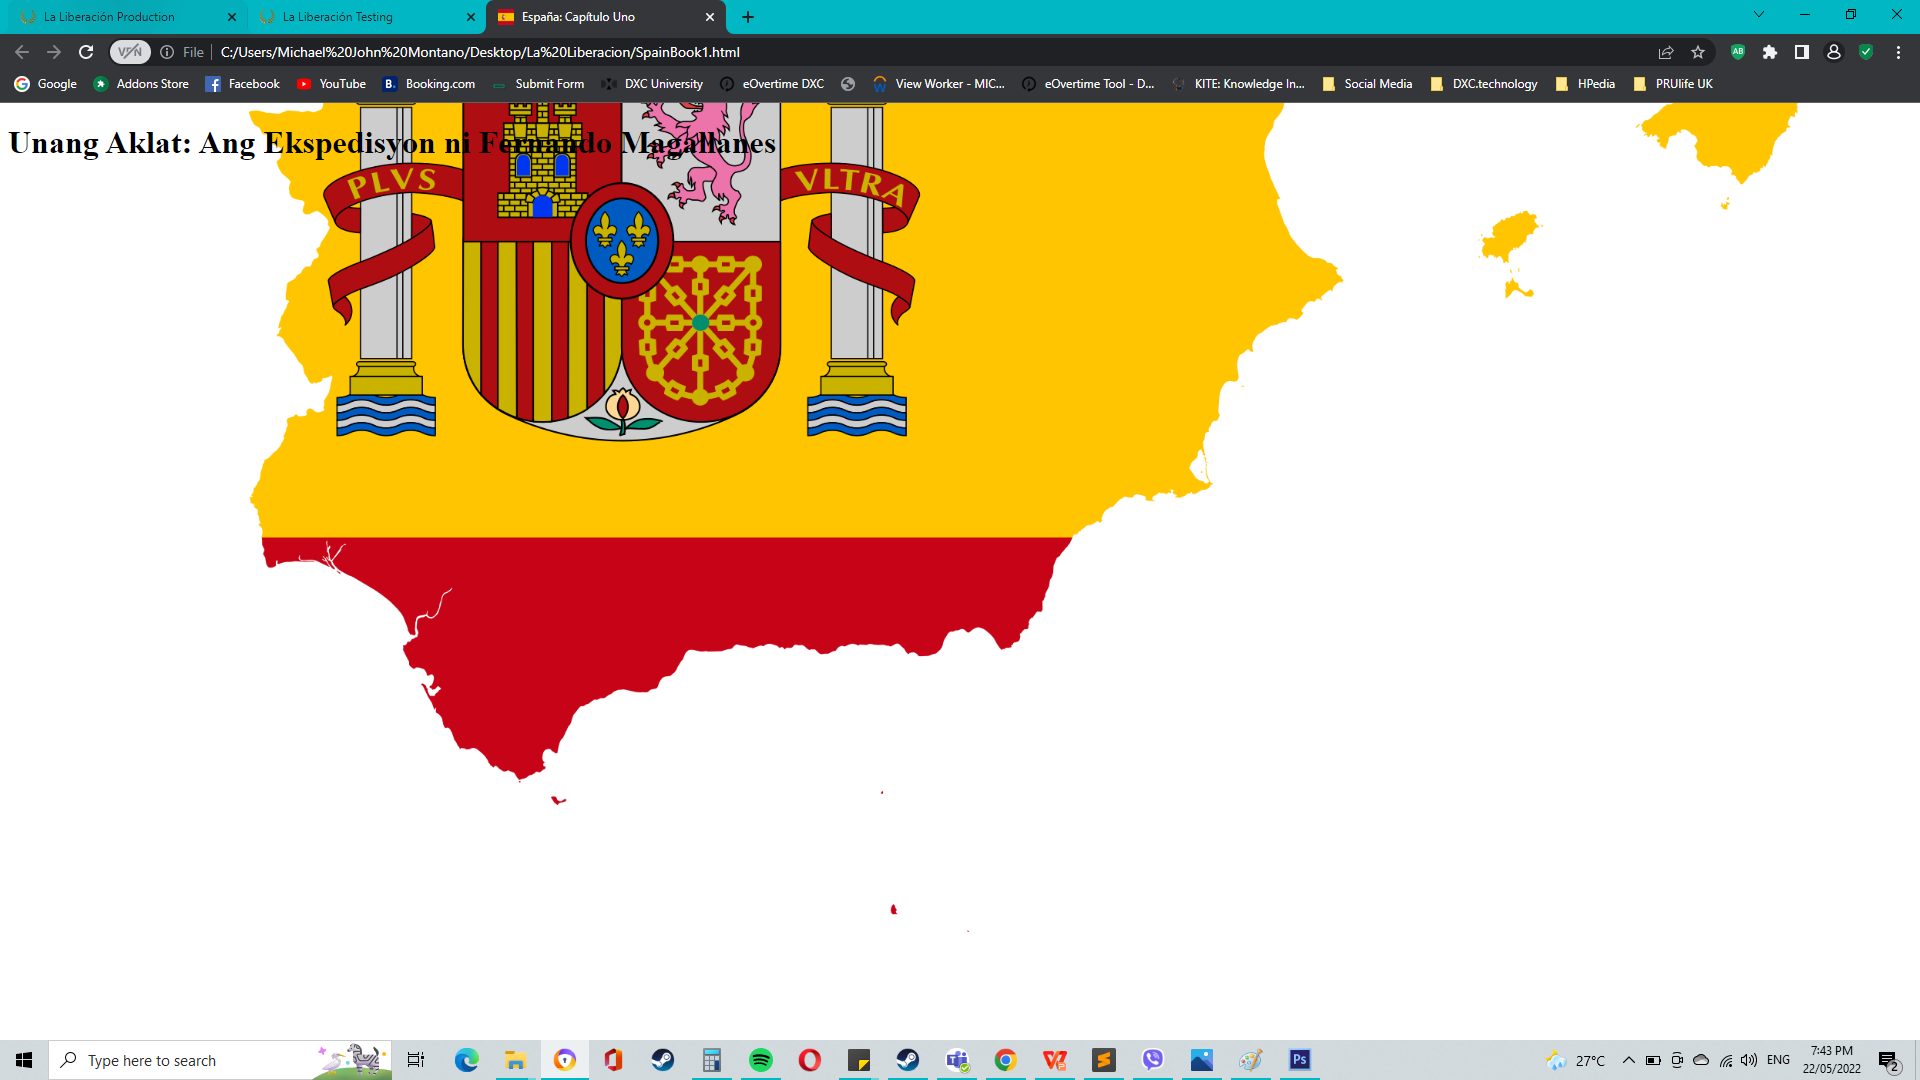 La Liberación Production
La Liberación Testing
España: Capítulo Uno
VPN
File
C:/Users/Michael%20John%20Montano/Desktop/La%20Liberacion/SpainBook1.html
AB
Google
Addons Store
Facebook
YouTube
B.
Booking.com
Submit Form
DXC University
eOvertime DXC
View Worker - MIC...
eOvertime Tool - D...
KITE: Knowledge In...
Social Media
DXC.technology
HPedia
PRUlife UK
Unang Aklat: Ang Ekspedisyon ni Fernando Magallanes
PLVS
VLTRA
Type here to search
Ps
27°C
ENG
7:43 PM
22/05/2022
2